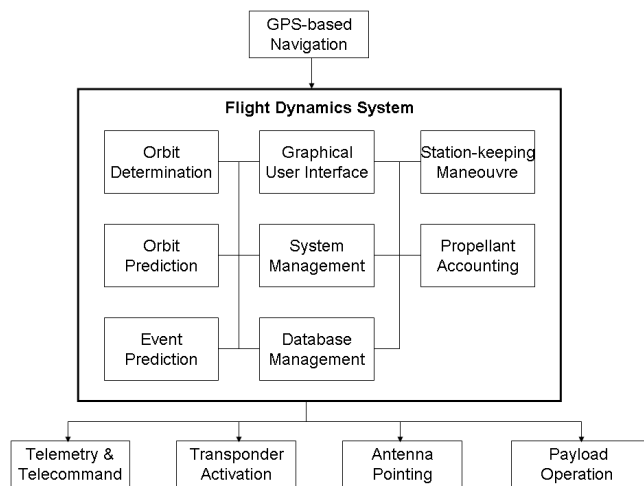 GPS-based
Navigation
Flight Dynamics System
Orbit
Determination
Graphical
User Interface
Station-keeping
Maneouvre
Orbit
Prediction
System
Management
Propellant
Accounting
Event
Prediction
Database
Management
Telemetry &
Telecommand
Transponder
Activation
Antenna
Pointing
Payload
Operation